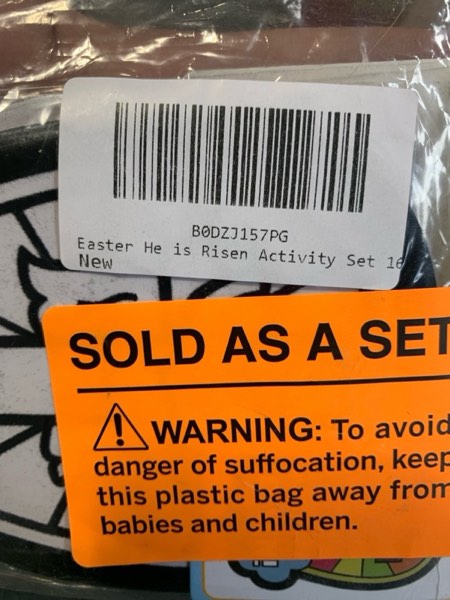 B0DZJ157PG
Easter He is Risen Activity Set 16
New
SOLD AS A SET
WARNING: To avoid
danger of suffocation, keep
this plastic bag away from
babies and children.